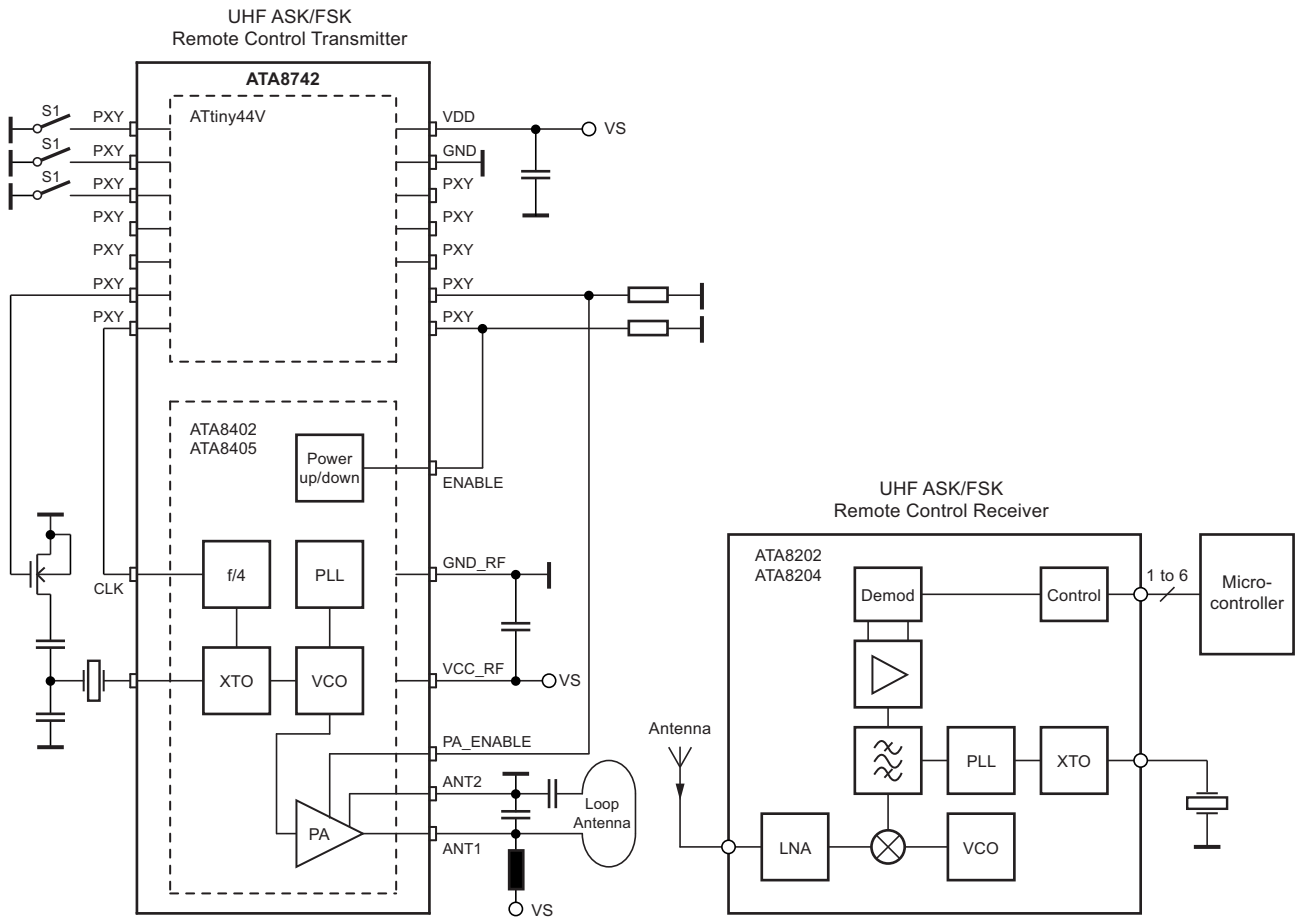 UHF ASK/FSK
Remote Control Transmitter
ATA8742
ATtiny44V
S1
PXY
S1
PXY
S1
PXY
PXY
PXY
PXY
PXY
VDD
VS
GND
PXY
PXY
PXY
PXY
PXY
ATA8402
ATA8405
Power
up/down
ENABLE
f/4
PLL
CLK
GND_RF
XTO
VCO
VCC_RF
VS
PA_ENABLE
ANT2
PA
ANT1
Loop
Antenna
VS
UHF ASK/FSK
Remote Control Receiver
ATA8202
ATA8204
Demod
Control
1 to 6
Micro-
controller
Antenna
PLL
XTO
LNA
VCO